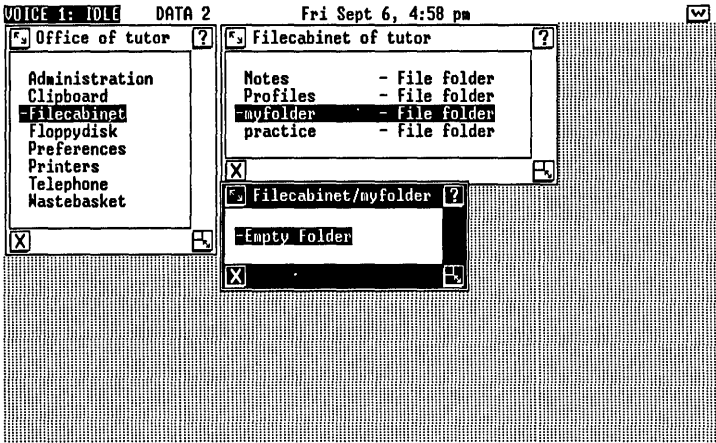 VOICE 1: IDLE DATA 2 Fri Sept 6, 4:58 pm W
Office of tutor ?
Administration
Clipboard
-Filecabinet
Floppydisk
Preferences
Printers
Telephone
Wastebasket
X
Filecabinet of tutor ?
Notes - File folder
Profiles - File folder
-myfolder - File folder
practice - File folder
X
Filecabinet/myfolder ?
-Empty Folder
X